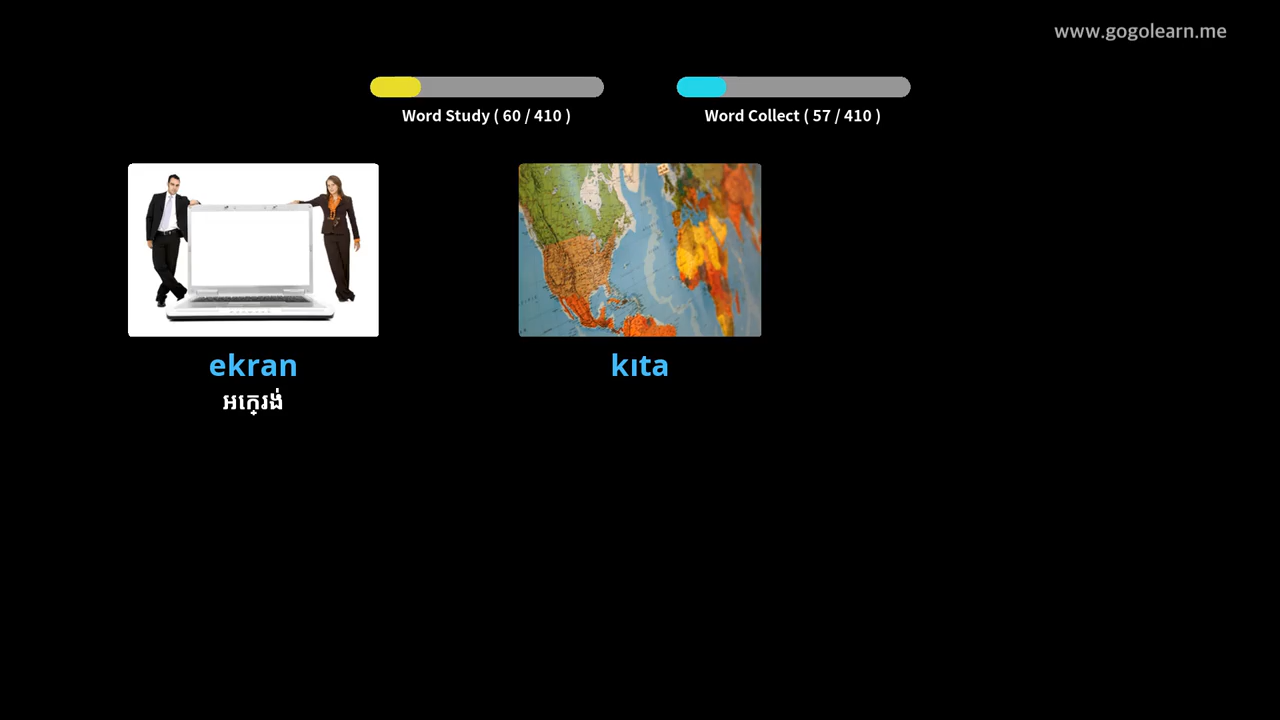 www.gogolearn.me
Word Study ( 60 / 410 )
Word Collect ( 57 / 410 )
ekran
kıta
អេក្រង់